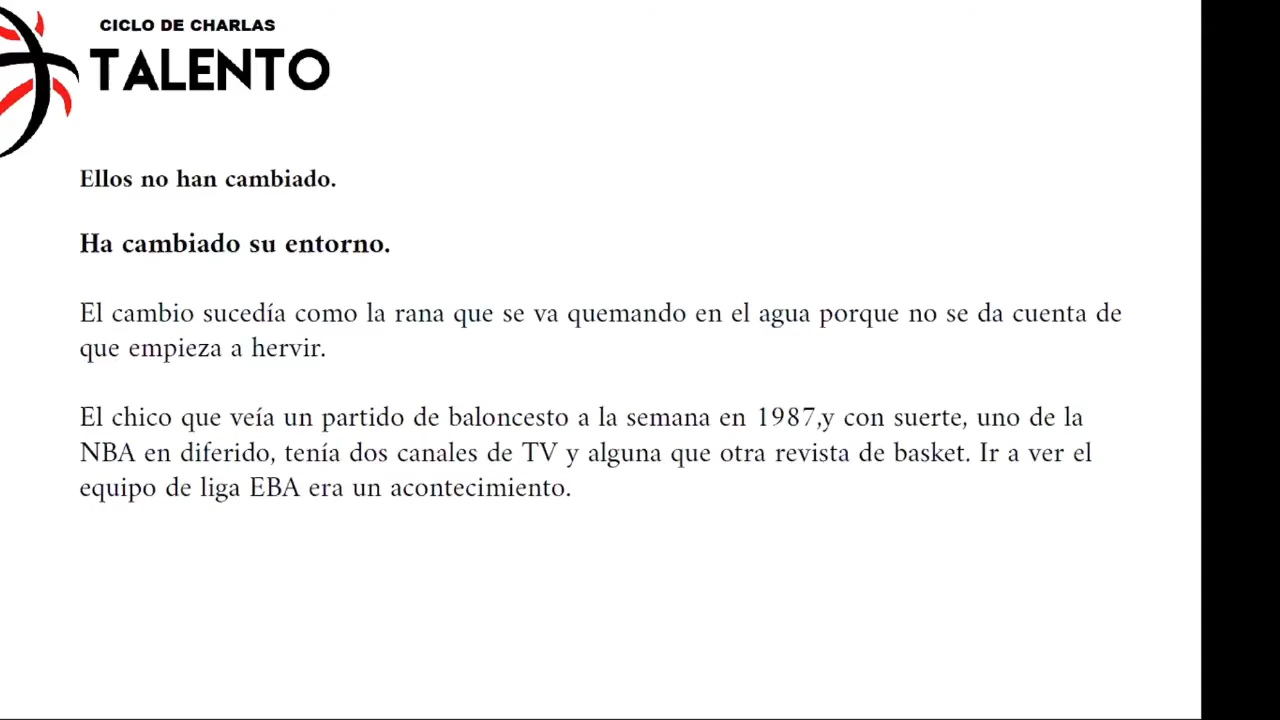 CICLO DE CHARLAS
TALENTO
Ellos no han cambiado.
Ha cambiado su entorno.
El cambio sucedía como la rana que se va quemando en el agua porque no se da cuenta de
que empieza a hervir.
El chico que veía un partido de baloncesto a la semana en 1987,y con suerte, uno de la
NBA en diferido, tenía dos canales de TV y alguna que otra revista de basket. Ir a ver el
equipo de liga EBA era un acontecimiento.